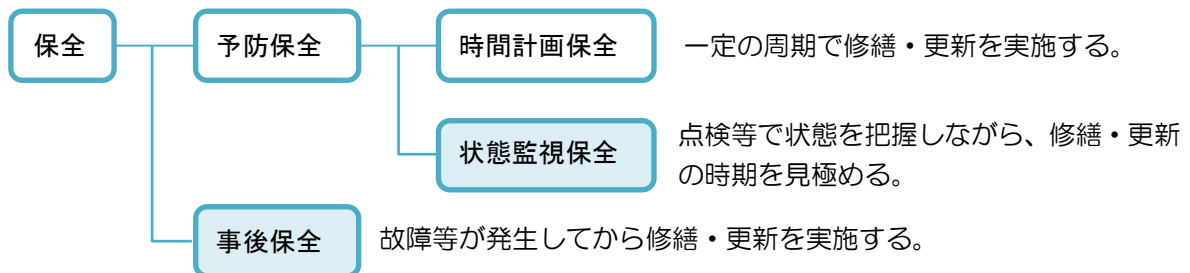 保全
予防保全
時間計画保全
一定の周期で修繕・更新を実施する。
状態監視保全
点検等で状態を把握しながら、修繕・更新
の時期を見極める。
事後保全
故障等が発生してから修繕・更新を実施する。